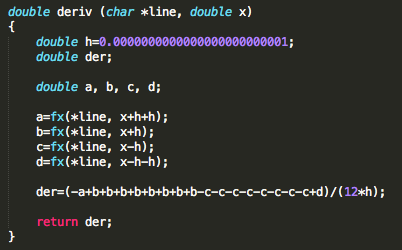 double deriv (char *line, double x)
{
double h=0.0000000000000000000000001;
double der;
double a, b, c, d;
a=fx(*line, x+h+h);
b=fx(*line, x+h);
c=fx(*line, x-h);
d=fx(*line, x-h-h);
der=(-a+b+b+b+b+b+b+b+b-c-c-c-c-c-c-c-c+d)/(12*h);
return der;
}